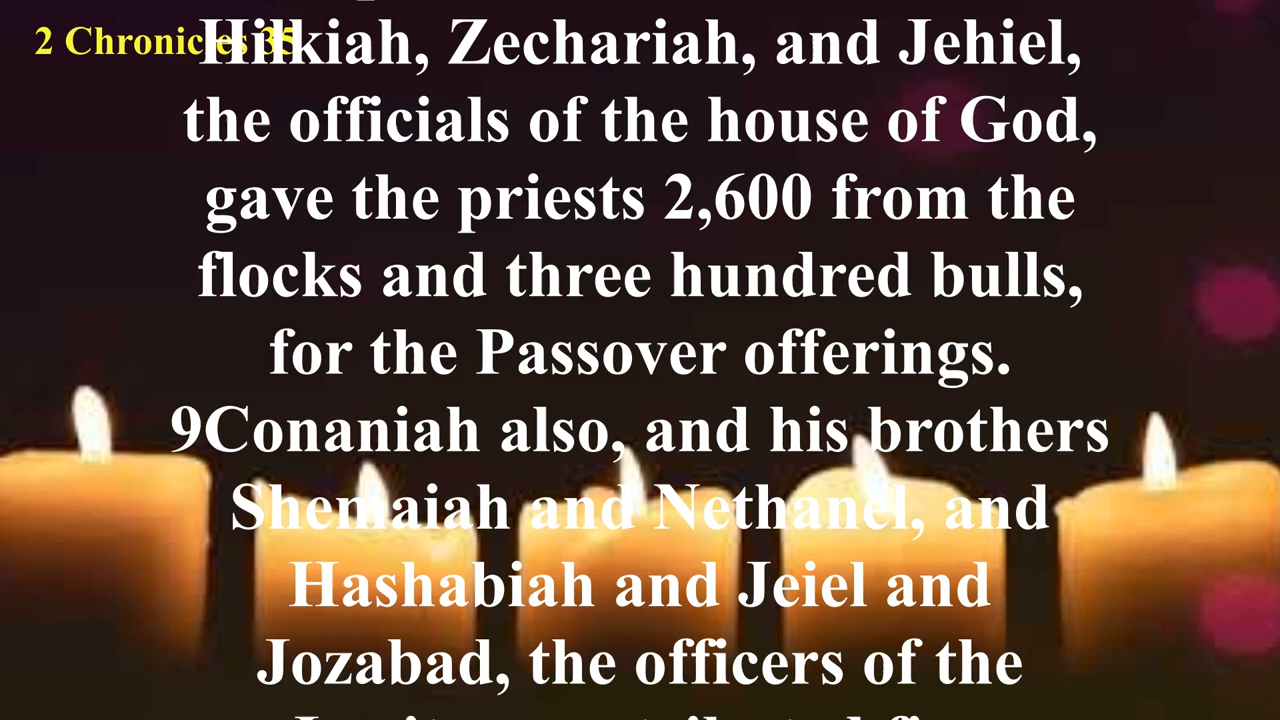 2 Chronicles 35
Hilkiah, Zechariah, and Jehiel,
the officials of the house of God,
gave the priests 2,600 from the
flocks and three hundred bulls,
for the Passover offerings.
9Conaniah also, and his brothers
Shemaiah and Nethanel, and
Hashabiah and Jeiel and
Jozabad, the officers of the